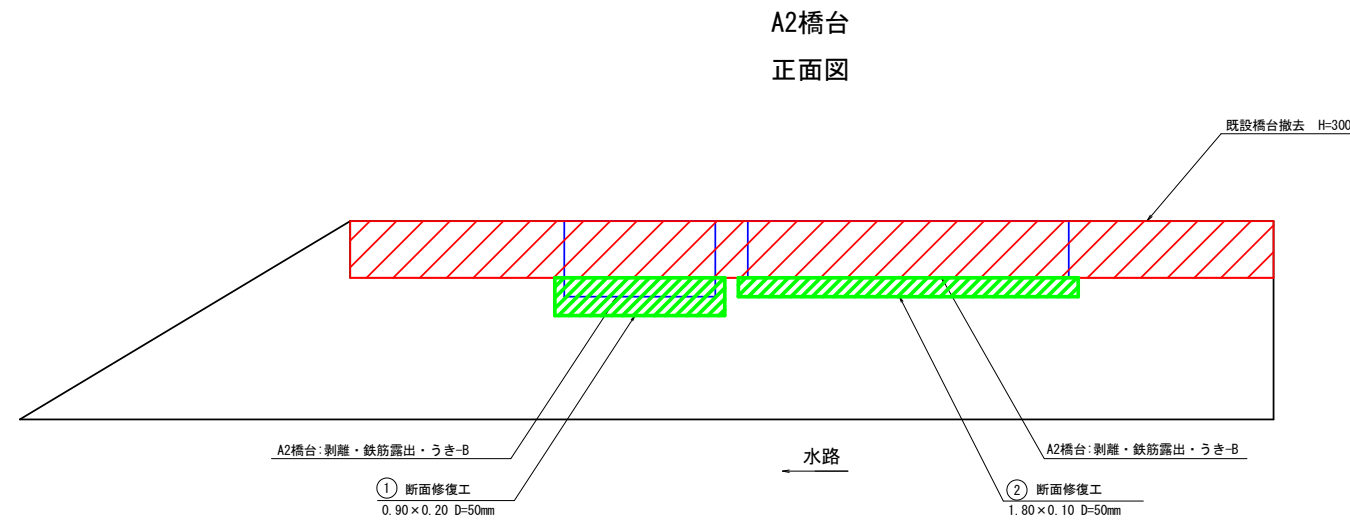 A2橋台
正面図
既設橋台撤去 H=300
A2橋台:剥離・鉄筋露出・うき-B
A2橋台:剥離・鉄筋露出・うき-B
水路
① 断面修復工
0.90×0.20 D=50mm
② 断面修復工
1.80×0.10 D=50mm